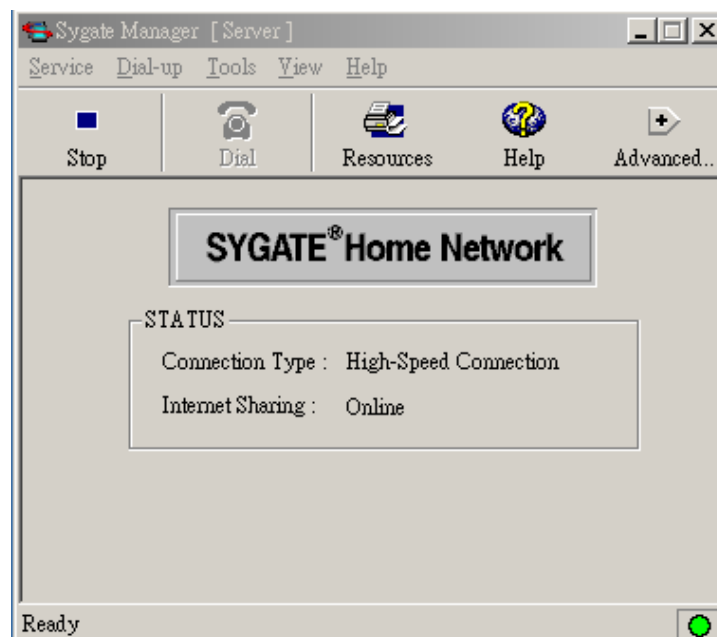 Sygate Manager [Server]
Service Dial-up Tools View Help
Stop Dial Resources Help Advanced..
SYGATE® Home Network
STATUS
Connection Type : High-Speed Connection
Internet Sharing : Online
Ready